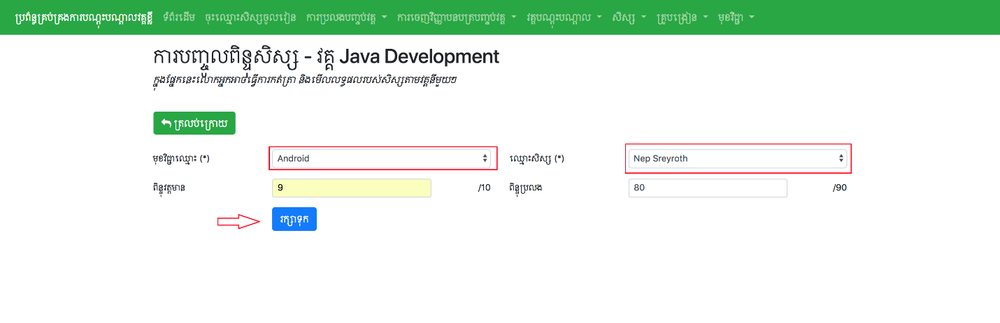 ប្រព័ន្ធគ្រប់គ្រងការបណ្តុះបណ្តាលវគ្គខ្លី ទំព័រដើម ចុះឈ្មោះសិស្សចូលរៀន ការប្រលងបញ្ចប់វគ្គ ការចេញវិញ្ញាបនបត្របញ្ចប់វគ្គ វគ្គបណ្តុះបណ្តាល សិស្ស គ្រូបង្រៀន មុខវិជ្ជា
ការបញ្ចូលពិន្ទុសិស្ស - វគ្គ Java Development
ក្នុងផ្នែកនេះលោកអ្នកអាចធ្វើការកត់ត្រា និងមើលលទ្ធផលរបស់សិស្សតាមវគ្គនីមួយៗ
ត្រលប់ក្រោយ
មុខវិជ្ជាឈ្មោះ (*) Android ឈ្មោះសិស្ស (*) Nep Sreyroth
ពិន្ទុវត្តមាន 9 /10 ពិន្ទុប្រលង 80 /90
រក្សាទុក